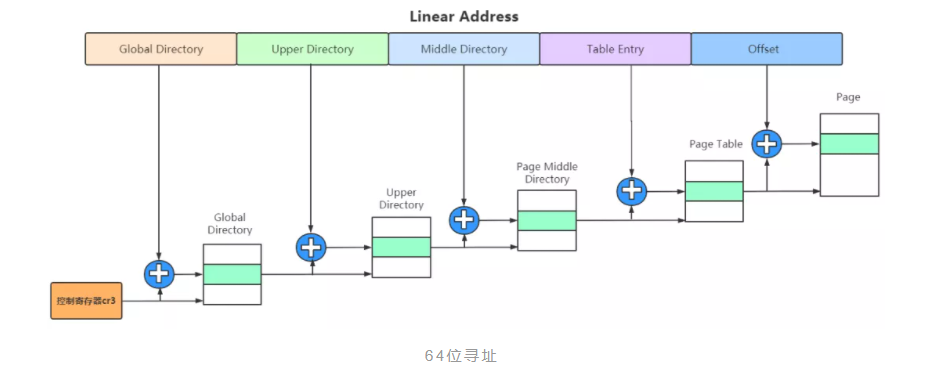 Linear Address
Global Directory
Upper Directory
Middle Directory
Table Entry
Offset
Page
Page Table
Page Middle
Directory
Upper
Directory
Global
Directory
控制寄存器cr3
64位寻址